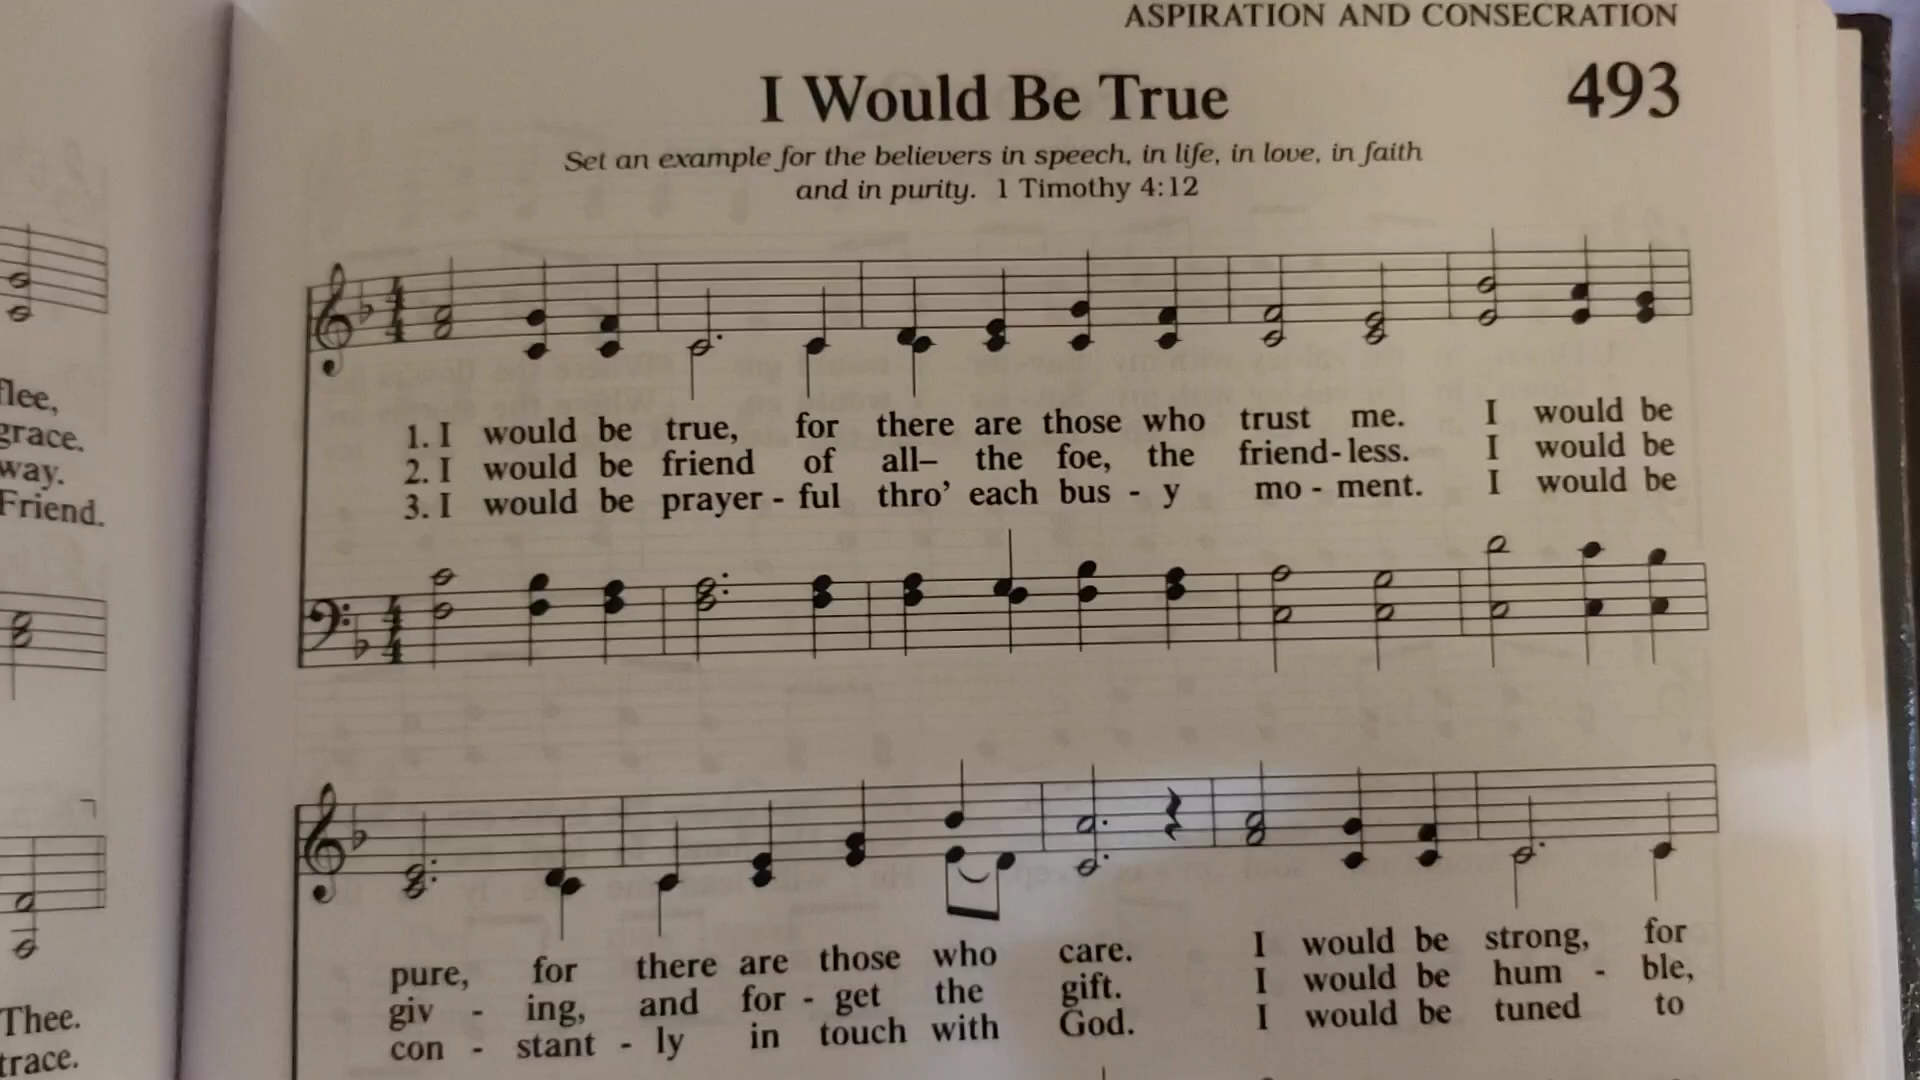 flee,
grace.
way.
Friend.
Thee.
trace.
ASPIRATION AND CONSECRATION
I Would Be True 493
Set an example for the believers in speech, in life, in love, in faith
and in purity. 1 Timothy 4:12
1. I would be true, for there are those who trust me. I would be
2. I would be friend of all– the foe, the friend-less. I would be
3. I would be prayer - ful thro' each bus - y mo - ment. I would be
pure, for there are those who care. I would be strong, for
giv - ing, and for - get the gift. I would be hum - ble,
con - stant - ly in touch with God. I would be tuned to